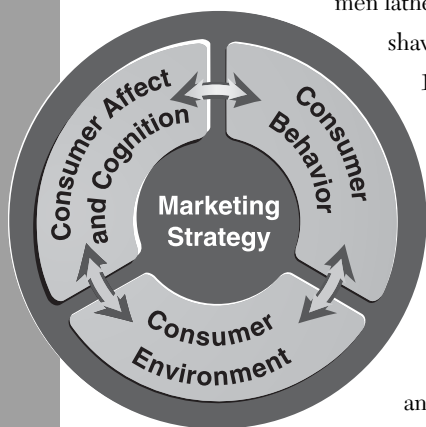 men lathe
shav
Consumer Affect
and Cognition
Consumer
Behavior
Marketing
Strategy
Consumer
Environment
an